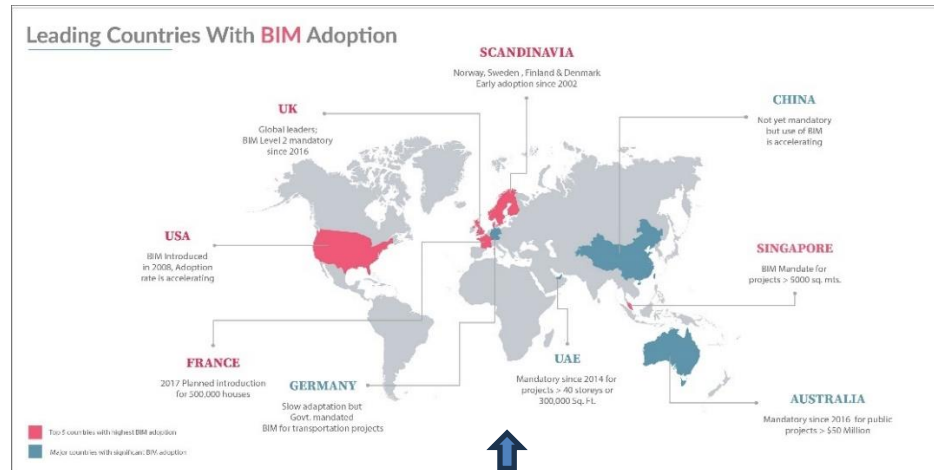 Leading Countries With BIM Adoption
SCANDINAVIA
Norway, Sweden , Finland & Denmark
Early adoption since 2002
UK
Global leaders;
BIM Level 2 mandatory
since 2016
CHINA
Not yet mandatory
but use of BIM
is accelerating
USA
BIM Introduced
in 2008, Adoption
rate is accelerating
SINGAPORE
BIM Mandate for
projects > 5000 sq. mts.
FRANCE
2017 Planned introduction
for 500,000 houses
GERMANY
Slow adaptation but
Govt. mandated
BIM for transportation projects
UAE
Mandatory since 2014 for
projects > 40 storeys or
300,000 Sq. Ft.
AUSTRALIA
Mandatory since 2016 for public
projects > $50 Million
Top 5 countries with highest BIM adoption
Major countries with significant BIM adoption